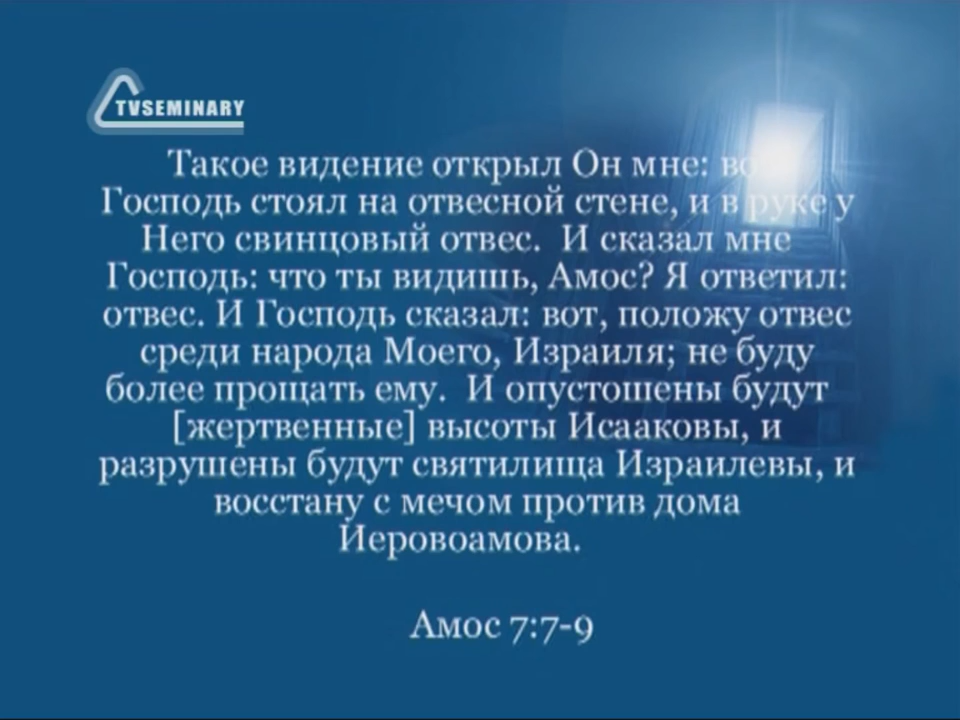 TVSEMINARY
Такое видение открыл Он мне: вот
Господь стоял на отвесной стене, и в руке у
Него свинцовый отвес. И сказал мне
Господь: что ты видишь, Амос? Я ответил:
отвес. И Господь сказал: вот, положу отвес
среди народа Моего, Израиля; не буду
более прощать ему. И опустошены будут
[жертвенные] высоты Исааковы, и
разрушены будут святилища Израилевы, и
восстану с мечом против дома
Иеровоамова.
Амос 7:7-9